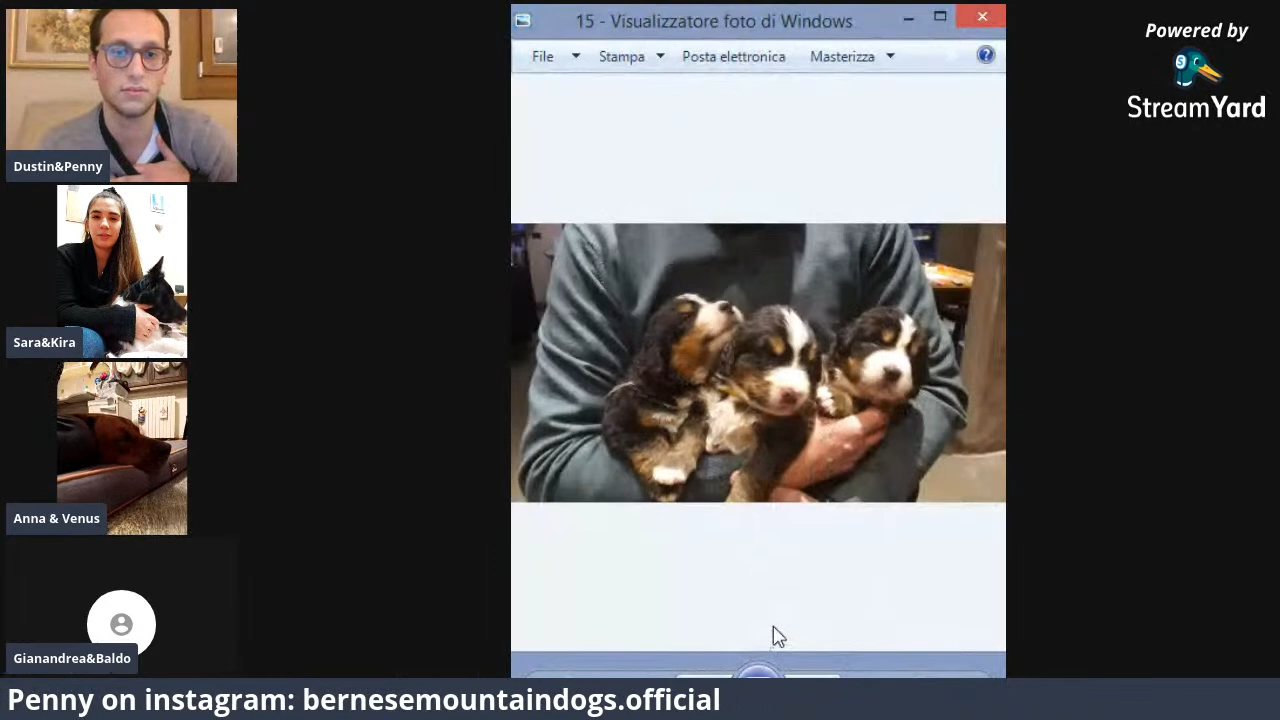 15 - Visualizzatore foto di Windows
File Stampa Posta elettronica Masterizza
Powered by
StreamYard
Dustin&Penny
Sara&Kira
Anna & Venus
Gianandrea&Baldo
Penny on instagram: bernesemountaindogs.official